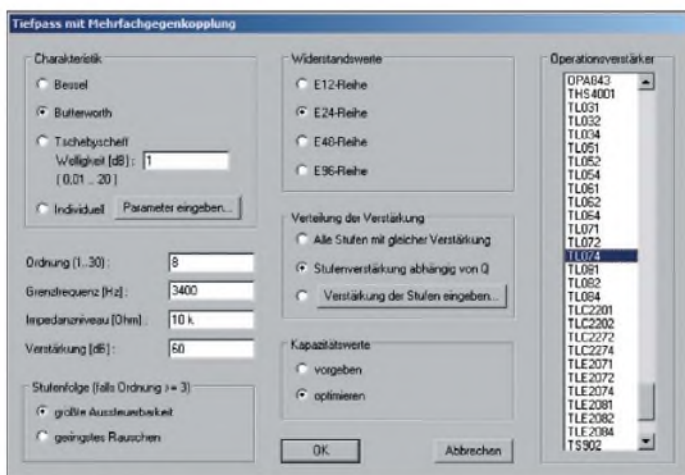 Tiefpass mit Mehrfachgegenkopplung
Charakteristik
Bessel
Butterworth
Tschebyscheff
Welligkeit [dB] : 1
( 0,01 .. 20 )
Individuell Parameter eingeben...
Ordnung (1..30) : 8
Grenzfrequenz [Hz] : 3400
Impedanzniveau [Ohm] : 10 k
Verstärkung [dB] : 60
Stufenfolge (falls Ordnung >= 3)
größte Aussteuerbarkeit
geringstes Rauschen
Widerstandswerte
E12-Reihe
E24-Reihe
E48-Reihe
E96-Reihe
Verteilung der Verstärkung
Alle Stufen mit gleicher Verstärkung
Stufenverstärkung abhängig von Q
Verstärkung der Stufen eingeben...
Kapazitätswerte
vorgeben
optimieren
OK
Abbrechen
Operationsverstärker
OPA843
THS4001
TL031
TL032
TL034
TL051
TL052
TL054
TL061
TL062
TL064
TL071
TL072
TL074
TL081
TL082
TL084
TLC2201
TLC2202
TLC2272
TLC2274
TLE2071
TLE2072
TLE2074
TLE2081
TLE2082
TLE2084
TS902